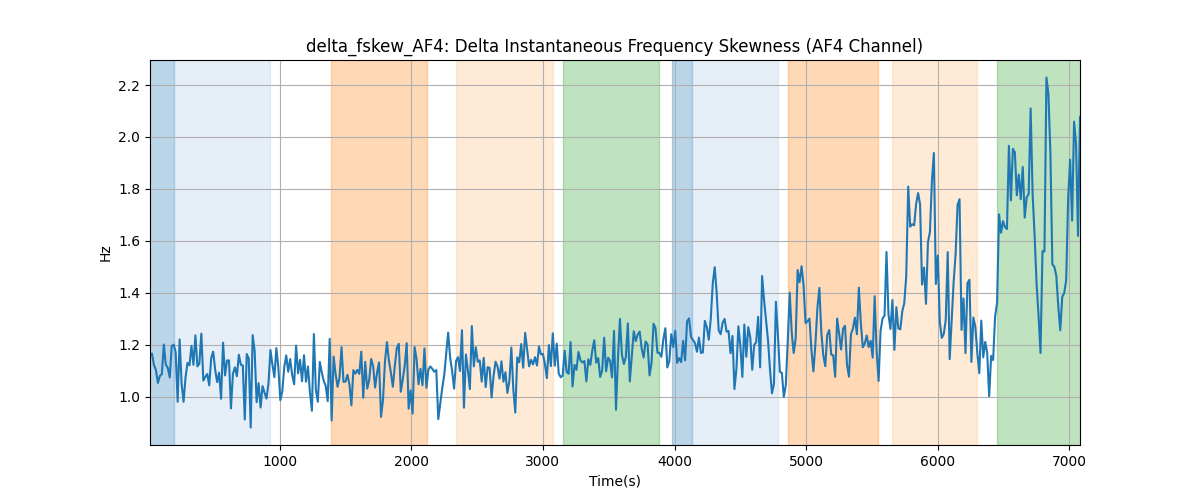 delta_fskew_AF4: Delta Instantaneous Frequency Skewness (AF4 Channel)
2.2
2.0
1.8
1.6
1.4
1.2
1.0
Hz
1000 2000 3000 4000 5000 6000 7000
Time(s)